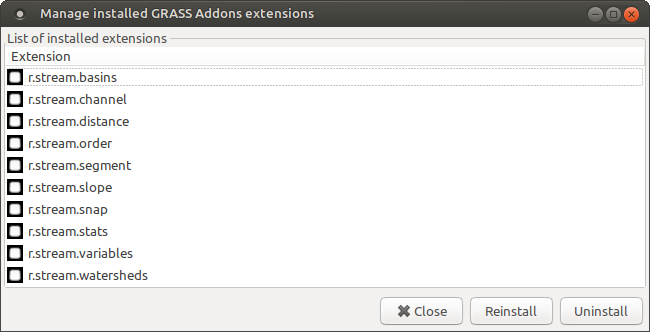 Manage installed GRASS Addons extensions
List of installed extensions
Extension
r.stream.basins
r.stream.channel
r.stream.distance
r.stream.order
r.stream.segment
r.stream.slope
r.stream.snap
r.stream.stats
r.stream.variables
r.stream.watersheds
Close Reinstall Uninstall